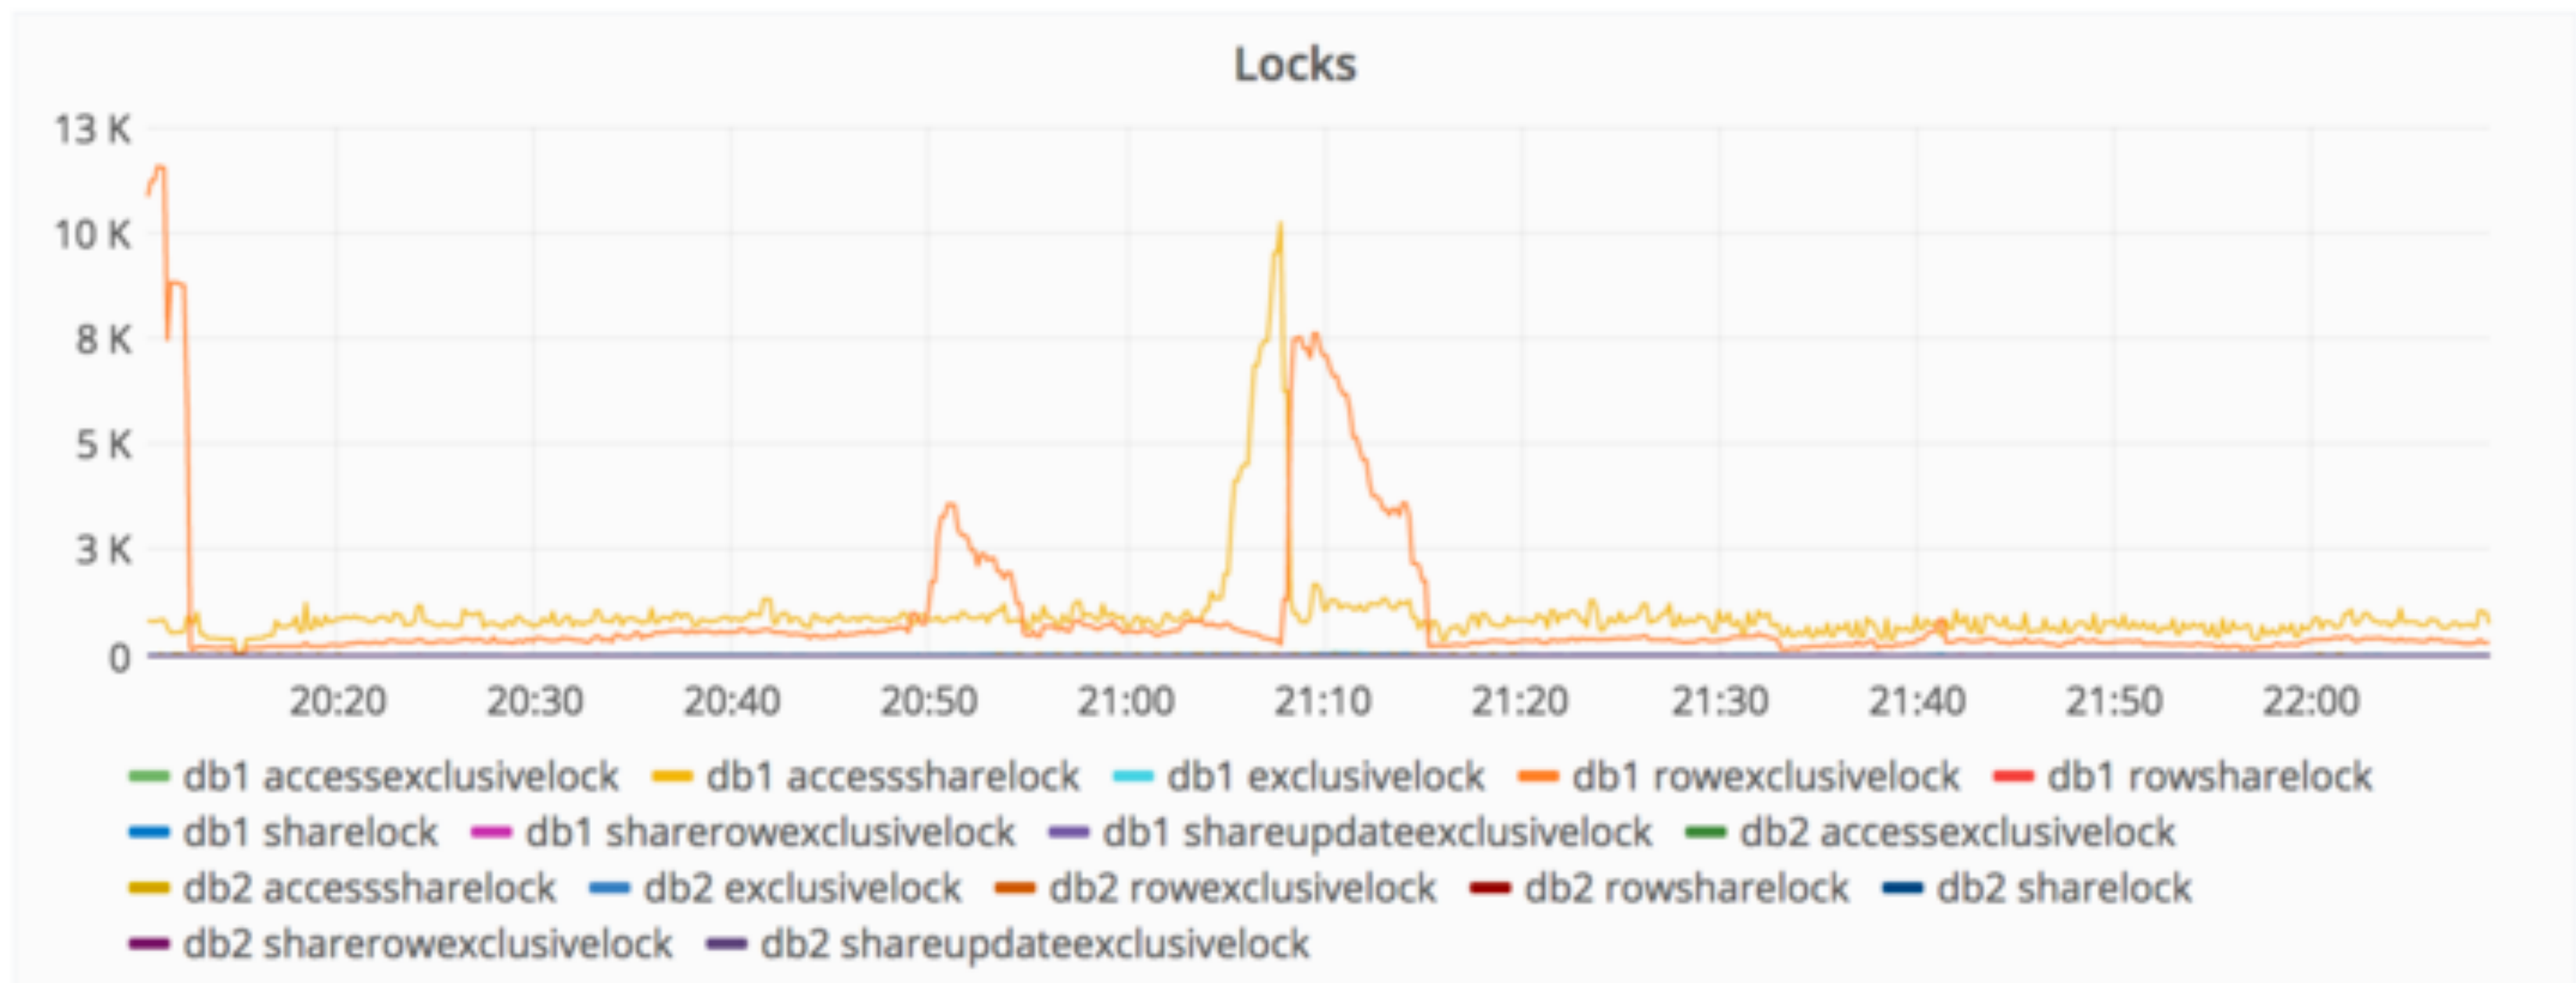 Locks
13 K
10 K
8 K
5 K
3 K
0
20:20 20:30 20:40 20:50 21:00 21:10 21:20 21:30 21:40 21:50 22:00
db1 accessexclusivelock db1 accesssharelock db1 exclusivelock db1 rowexclusivelock db1 rowsharelock
db1 sharelock db1 sharerowexclusivelock db1 shareupdateexclusivelock db2 accessexclusivelock
db2 accesssharelock db2 exclusivelock db2 rowexclusivelock db2 rowsharelock db2 sharelock
db2 sharerowexclusivelock db2 shareupdateexclusivelock